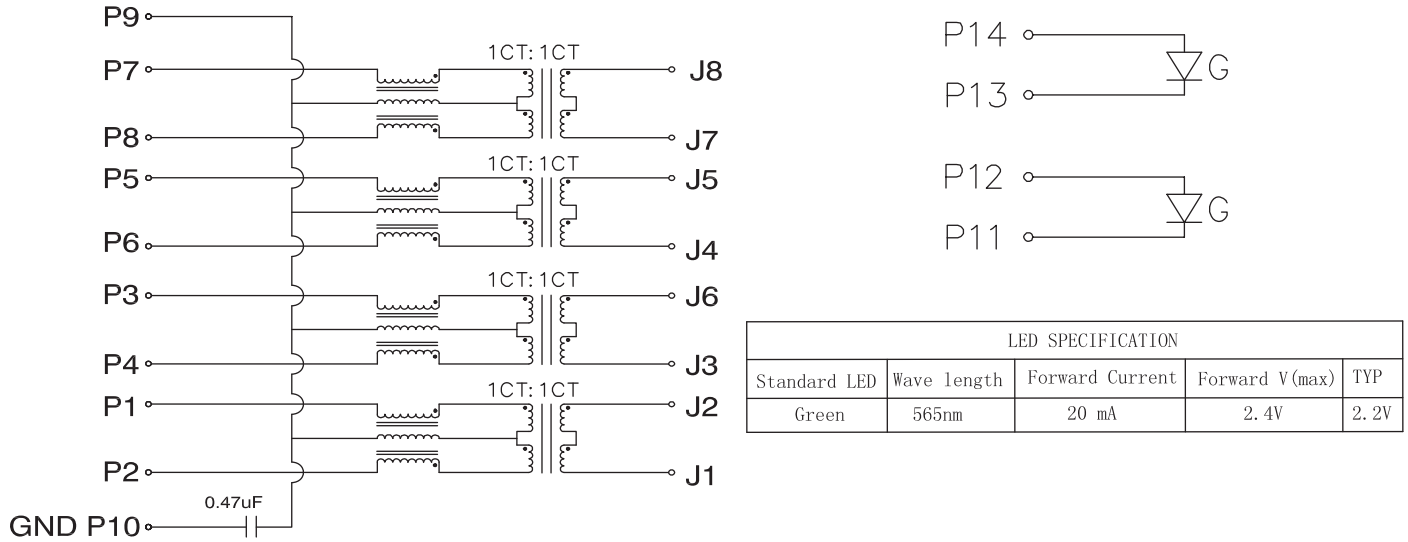 P9
1CT: 1CT
P7 J8
P8 J7
1CT: 1CT
P5 J5
P6 J4
1CT: 1CT
P3 J6
P4 J3
1CT: 1CT
P1 J2
P2 J1
0.47uF
GND P10
P14
G
P13
P12
G
P11
LED SPECIFICATION
Standard LED Wave length Forward Current Forward V(max) TYP
Green 565nm 20 mA 2.4V 2.2V